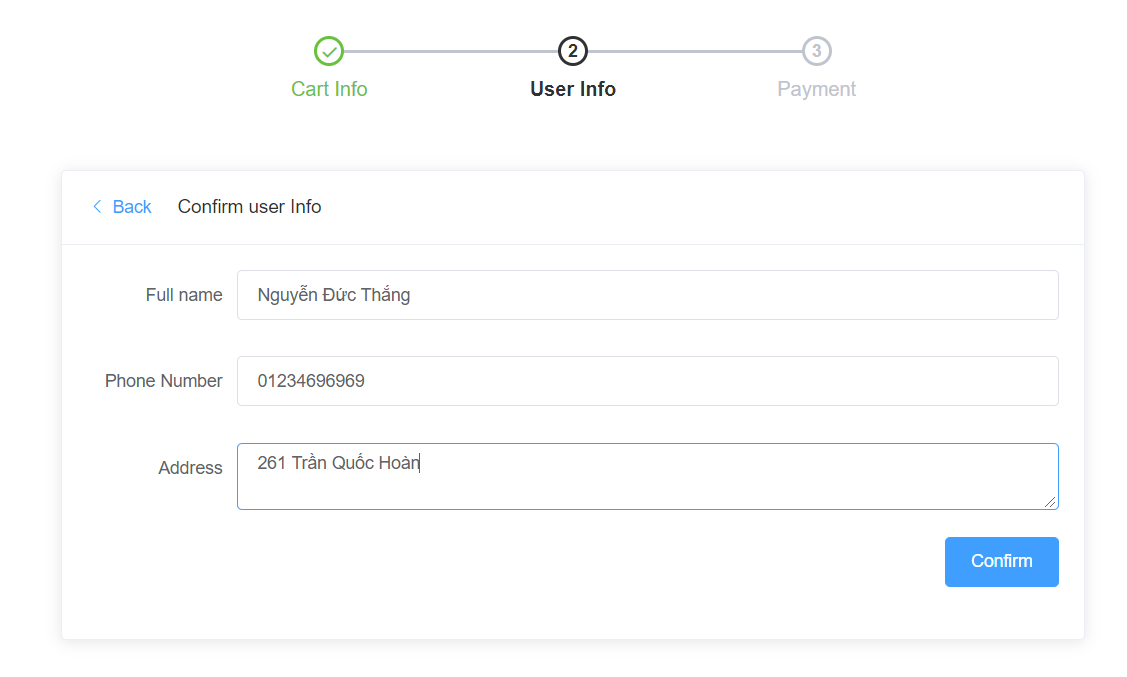 2 3
Cart Info User Info Payment
Back Confirm user Info
Full name Nguyễn Đức Thắng
Phone Number 01234696969
Address 261 Trần Quốc Hoàn
Confirm